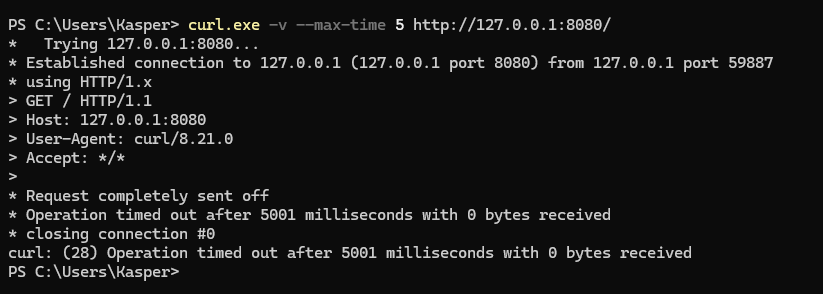 PS C:\Users\Kasper> curl.exe -v --max-time 5 http://127.0.0.1:8080/
*   Trying 127.0.0.1:8080...
* Established connection to 127.0.0.1 (127.0.0.1 port 8080) from 127.0.0.1 port 59887
* using HTTP/1.x
> GET / HTTP/1.1
> Host: 127.0.0.1:8080
> User-Agent: curl/8.21.0
> Accept: */*
>
* Request completely sent off
* Operation timed out after 5001 milliseconds with 0 bytes received
* closing connection #0
curl: (28) Operation timed out after 5001 milliseconds with 0 bytes received
PS C:\Users\Kasper>